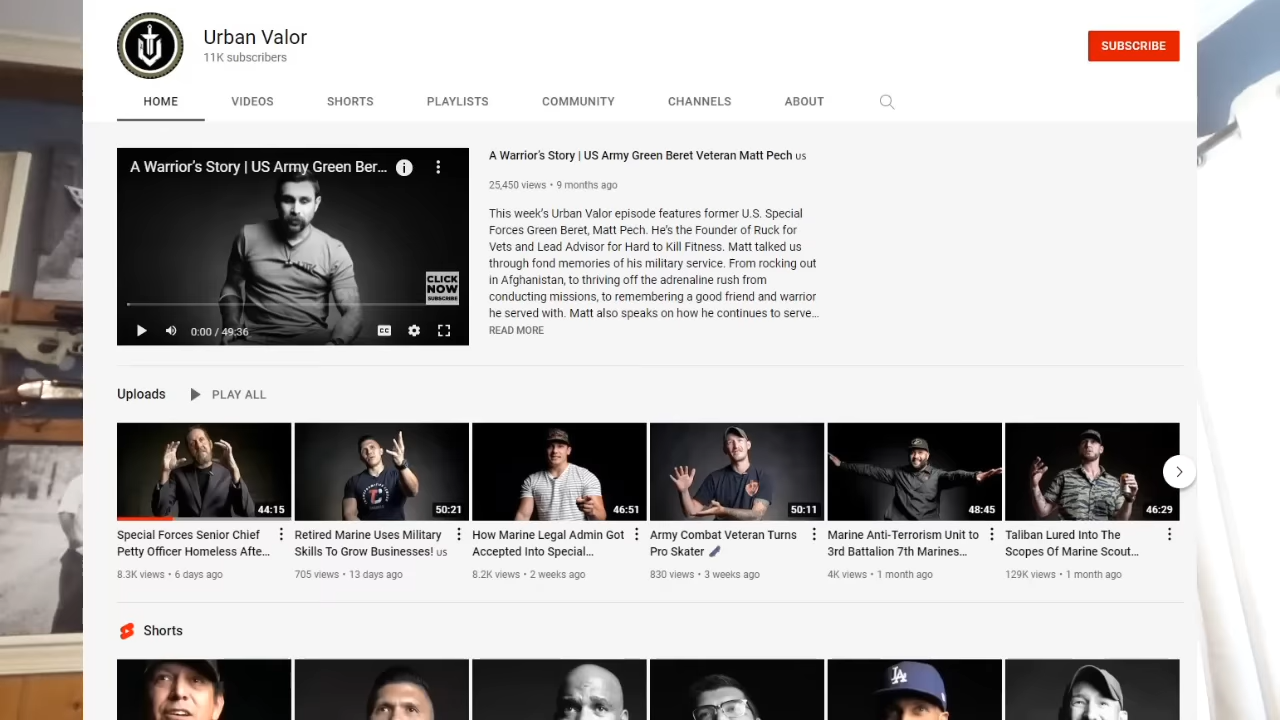 Urban Valor
11K subscribers
SUBSCRIBE
HOME VIDEOS SHORTS PLAYLISTS COMMUNITY CHANNELS ABOUT
A Warrior's Story | US Army Green Ber...
CLICK
NOW
SUBSCRIBE
0:00 / 49:36
CC
A Warrior's Story | US Army Green Beret Veteran Matt Pech US
25,450 views • 9 months ago
This week's Urban Valor episode features former U.S. Special
Forces Green Beret, Matt Pech. He's the Founder of Ruck for
Vets and Lead Advisor for Hard to Kill Fitness. Matt talked us
through fond memories of his military service. From rocking out
in Afghanistan, to thriving off the adrenaline rush from
conducting missions, to remembering a good friend and warrior
he served with. Matt also speaks on how he continues to serve...
READ MORE
Uploads PLAY ALL
44:15
Special Forces Senior Chief
Petty Officer Homeless Afte...
8.3K views • 6 days ago
50:21
Retired Marine Uses Military
Skills To Grow Businesses! US
705 views • 13 days ago
46:51
How Marine Legal Admin Got
Accepted Into Special...
8.2K views • 2 weeks ago
50:11
Army Combat Veteran Turns
Pro Skater
830 views • 3 weeks ago
48:45
Marine Anti-Terrorism Unit to
3rd Battalion 7th Marines...
4K views • 1 month ago
46:29
Taliban Lured Into The
Scopes Of Marine Scout...
129K views • 1 month ago
Shorts
LA